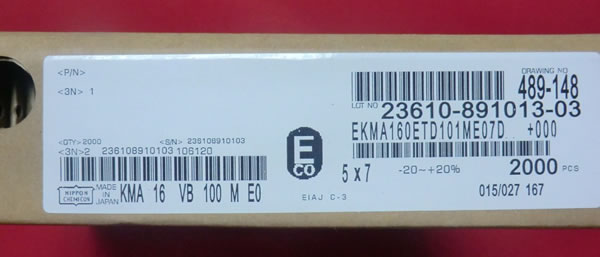 <P/N>
DRAWING NO
489-148
<3N> 1
LOT NO 23610-891013-03
EKMA160ETD101ME07D +000
<QTY> 2000 <S/N> 236108910103
<3N>2 236108910103 106120
E
CO
5 x 7 -20~+20% 2000 PCS
NIPPON
CHEMI-CON
MADE IN
JAPAN
KMA 16 VB 100 M E0
EIAJ C-3
015/027 167